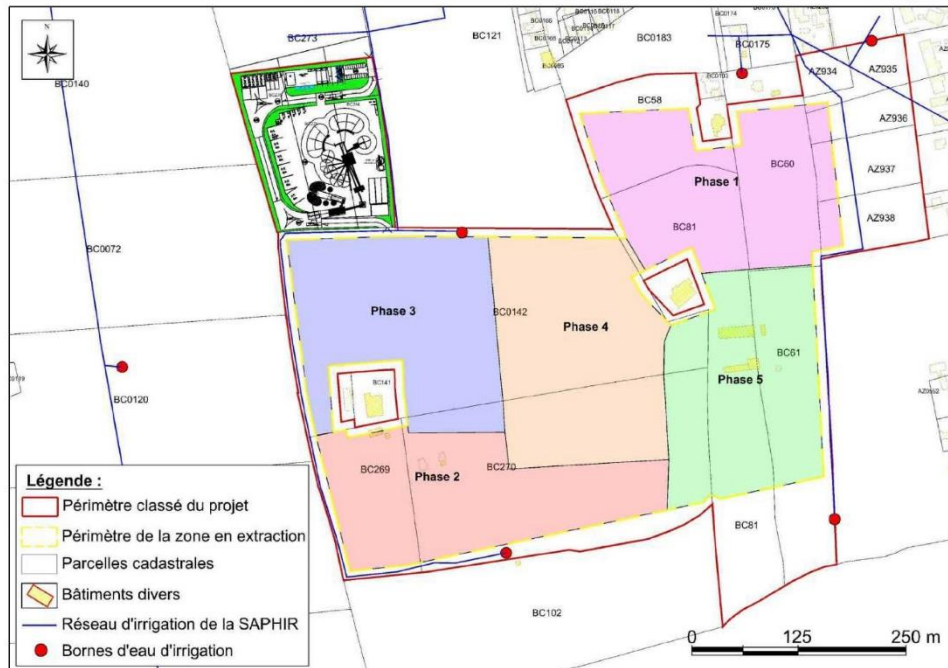 N
BC273
BC121
BC0183
BC0175
BC0140
AZ934
AZ935
BC58
AZ936
BC60
Phase 1
AZ937
AZ938
BC81
BC0072
Phase 3
BC0142
Phase 4
BC61
Phase 5
BC141
BC0120
BC269
Phase 2
BC270
BC81
BC102
Légende :
Périmètre classé du projet
Périmètre de la zone en extraction
Parcelles cadastrales
Bâtiments divers
Réseau d'irrigation de la SAPHIR
Bornes d'eau d'irrigation
0 125 250 m